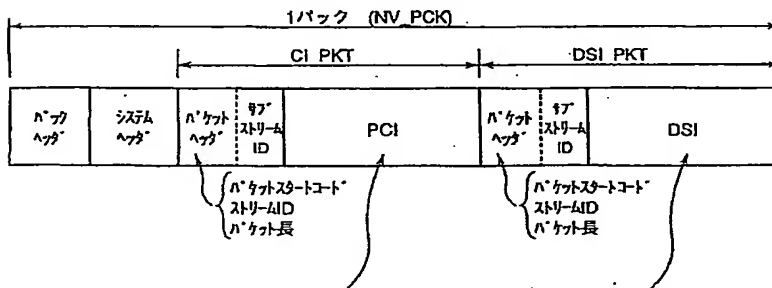 1パック (NV_PCK)
CI PKT
DSI PKT
パック
ヘッダ
システム
ヘッダ
パケット
ヘッダ
サブ
ストリーム
ID
PCI
パケット
ヘッダ
サブ
ストリーム
ID
DSI
パケットスタートコード
ストリームID
パケット長
パケットスタートコード
ストリームID
パケット長